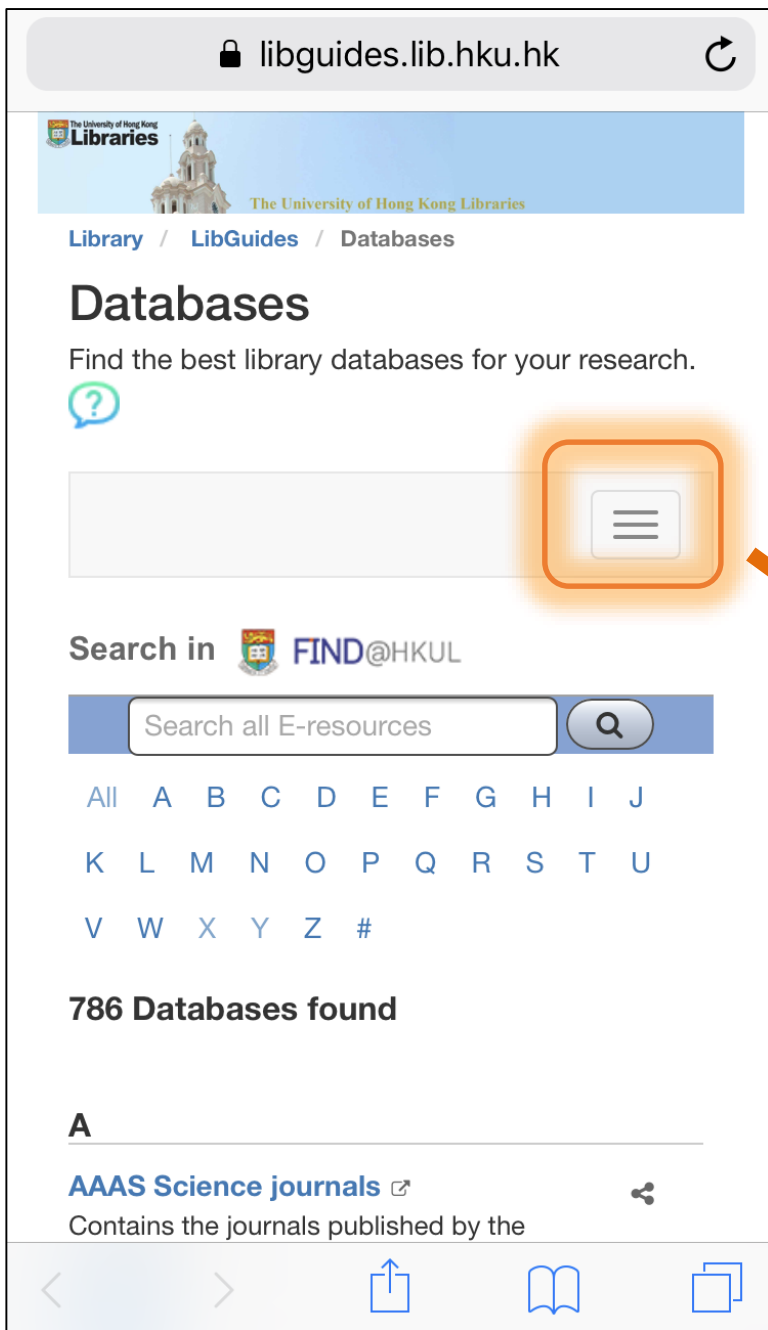 libguides.lib.hku.hk
The University of Hong Kong
Libraries
The University of Hong Kong Libraries
Library / LibGuides / Databases
Databases
Find the best library databases for your research.
?
Search in FIND@HKUL
Search all E-resources
All A B C D E F G H I J
K L M N O P Q R S T U
V W X Y Z #
786 Databases found
A
AAAS Science journals
Contains the journals published by the